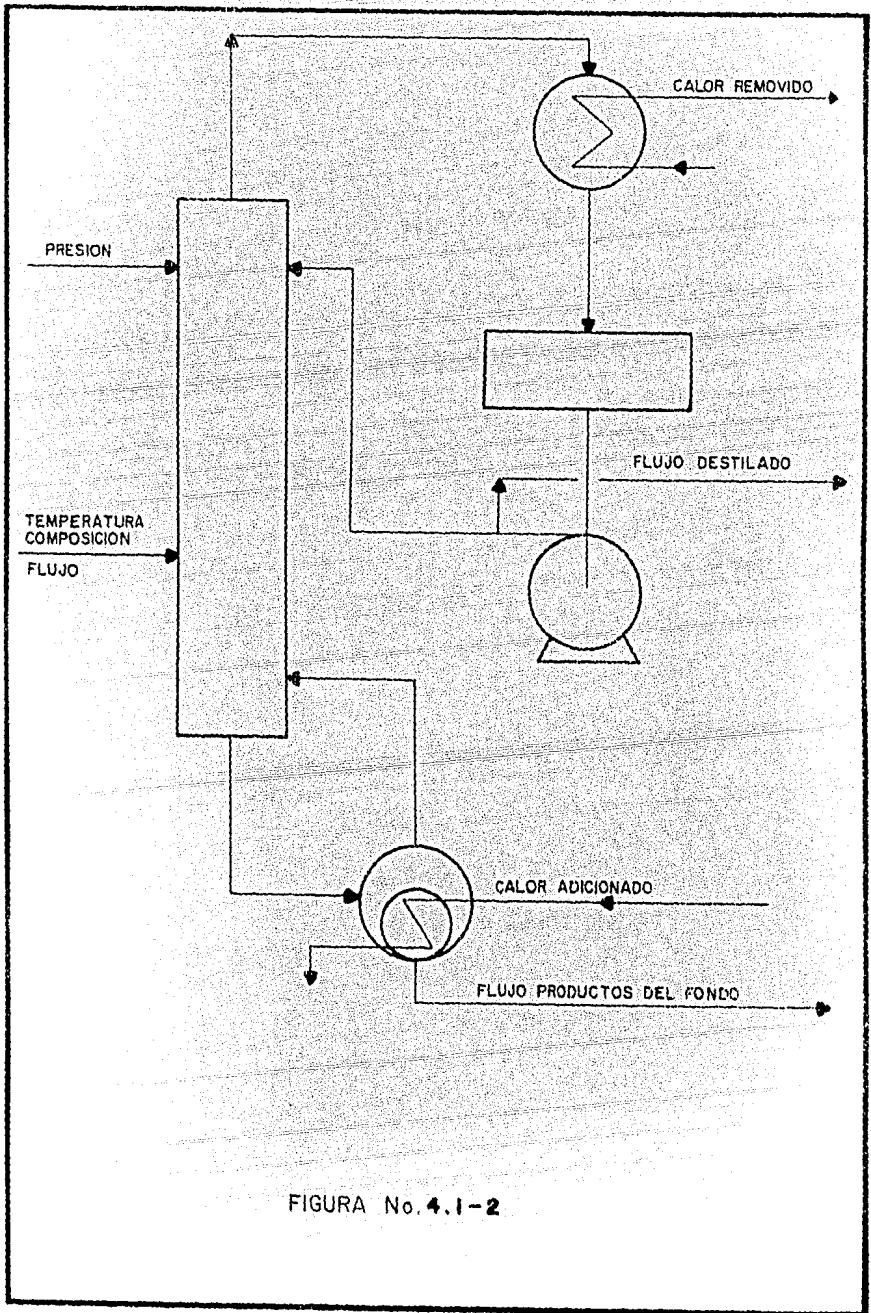 CALOR REMOVIDO
PRESION
FLUJO DESTILADO
TEMPERATURA
COMPOSICION
FLUJO
CALOR ADICIONADO
FLUJO PRODUCTOS DEL FONDO
FIGURA No. 4.1-2